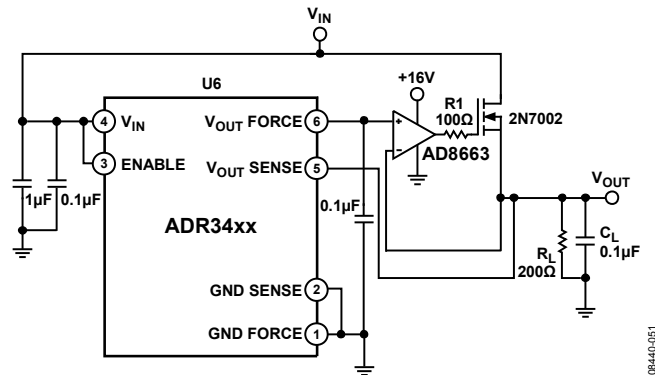 V_IN
U6
+16V
4 V_IN
V_OUT FORCE 6
R1
100Ω
2N7002
+
–
AD8663
3 ENABLE
V_OUT SENSE 5
V_OUT
1µF
0.1µF
0.1µF
ADR34xx
R_L
200Ω
C_L
0.1µF
GND SENSE 2
GND FORCE 1
08440-051